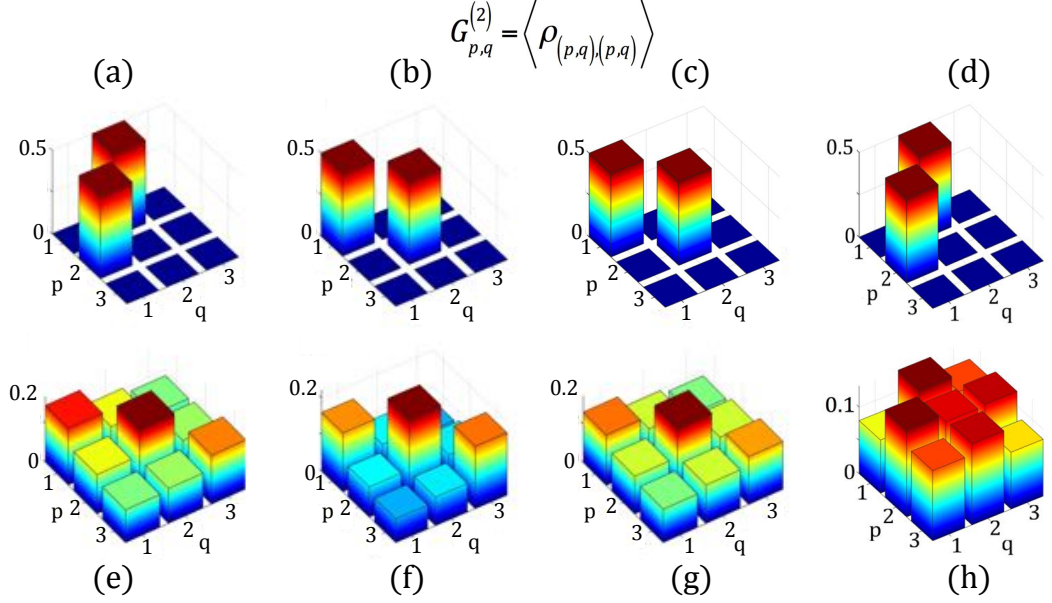 G^{(2)}_{p,q} = ⟨ρ_{(p,q),(p,q)}⟩
(a) (b) (c) (d)
0.5 0.5 0.5 0.5
0 0 0 0
1 1 1 1
2 2 2 2
3 3 3 3
p p p p
1 2 3 1 2 3 1 2 3 1 2 3
q q q q
0.2 0.2 0.2 0.1
0 0 0 0
1 1 1 1
2 2 2 2
3 3 3 3
p p p p
1 2 3 1 2 3 1 2 3 1 2 3
q q q q
(e) (f) (g) (h)